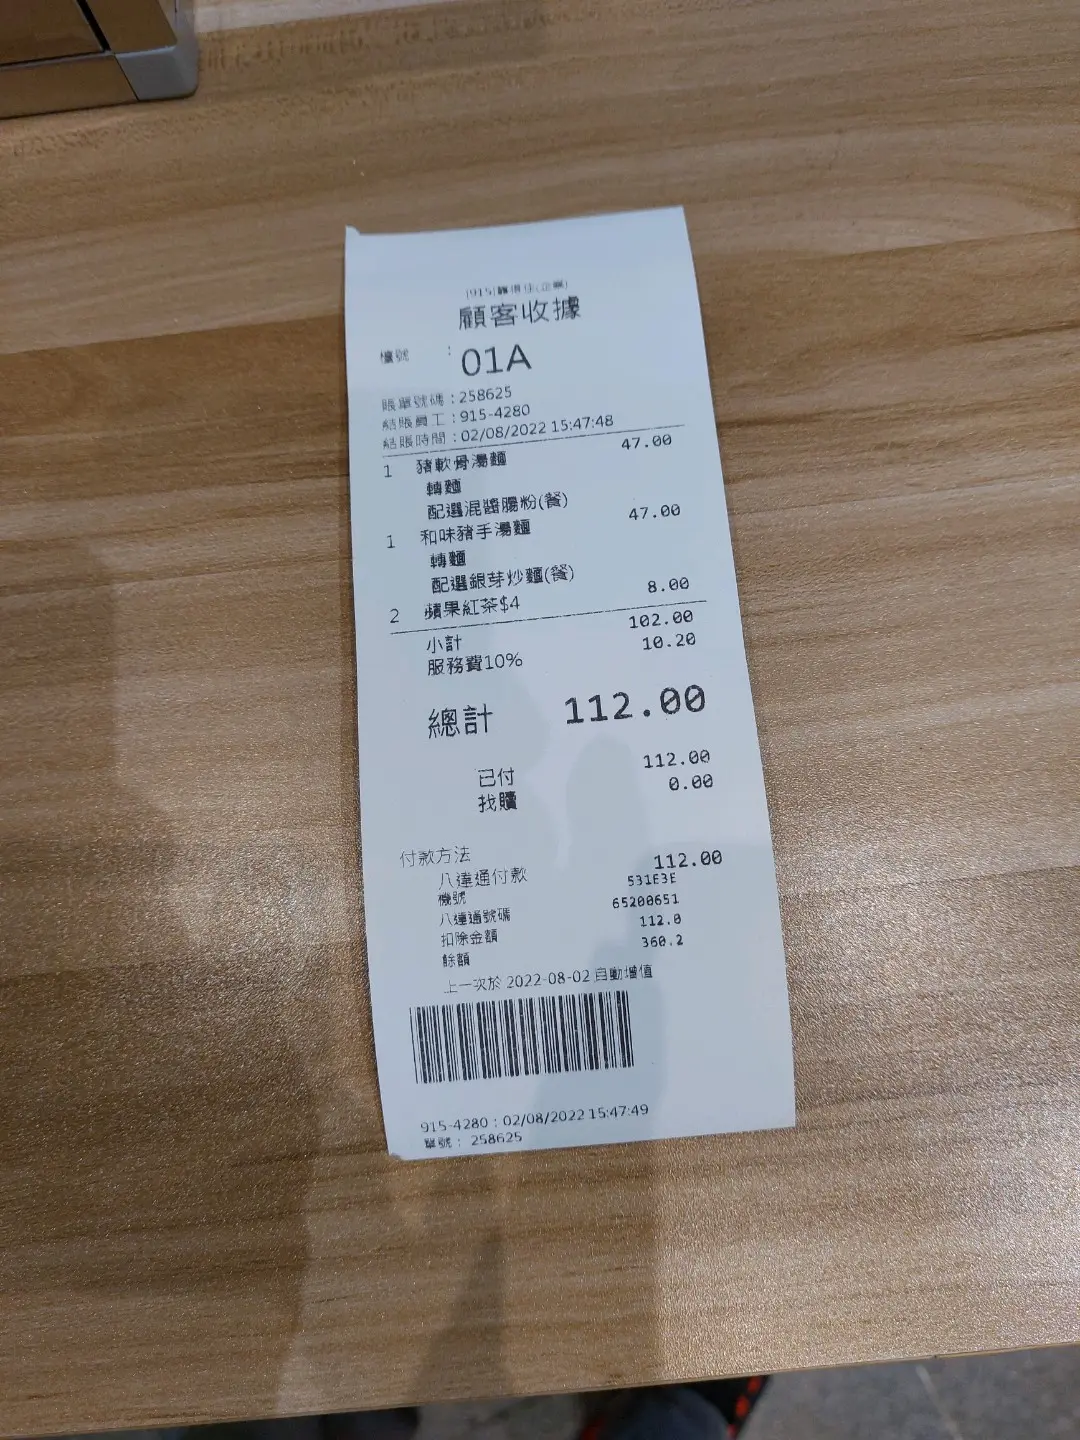 顧客收據
檯號 : 01A
賬單號碼 : 258625
結賬員工 : 915-4280
結賬時間 : 02/08/2022 15:47:48
1 豬軟骨湯麵 47.00
轉麵
配選混醬腸粉(餐)
1 和味豬手湯麵 47.00
轉麵
配選銀芽炒麵(餐)
2 蘋果紅茶$4 8.00
小計 102.00
服務費10% 10.20
總計 112.00
已付 112.00
找贖 0.00
付款方法
八達通付款 112.00
機號 531E3E
八達通號碼 65200651
扣除金額 112.0
餘額 360.2
上一次於 2022-08-02 自動增值
915-4280 : 02/08/2022 15:47:49
單號 : 258625